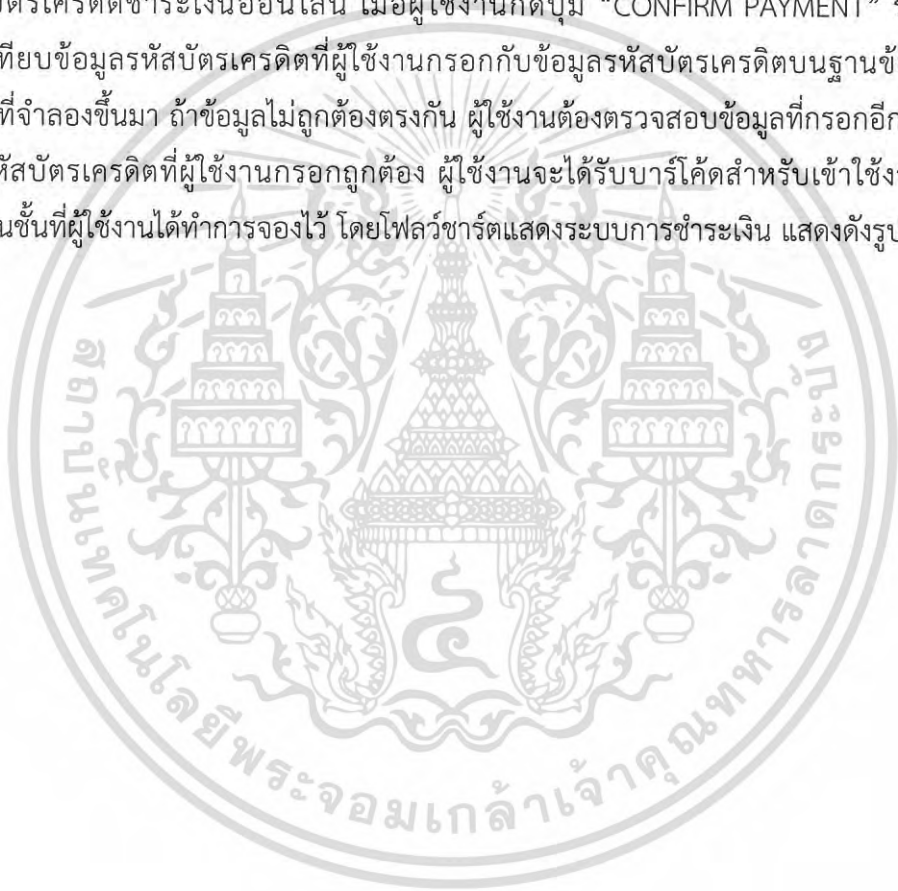 บัตรเครดิตชำระเงินออนไลน์ เมื่อผู้ใช้งานกดปุ่ม "CONFIRM PAYMENT"
ทียบข้อมูลรหัสบัตรเครดิตที่ผู้ใช้งานกรอกกับข้อมูลรหัสบัตรเครดิตบนฐานข้
ที่จำลองขึ้นมา ถ้าข้อมูลไม่ถูกต้องตรงกัน ผู้ใช้งานต้องตรวจสอบข้อมูลที่กรอกอีก
หัสบัตรเครดิตที่ผู้ใช้งานกรอกถูกต้อง ผู้ใช้งานจะได้รับบาร์โค้ดสำหรับเข้าใช้ง
นชั้นที่ผู้ใช้งานได้ทำการจองไว้ โดยโฟลว์ชาร์ตแสดงระบบการชำระเงิน แสดงดังรูป
สถาบันเทคโนโลยีพระจอมเกล้าเจ้าคุณทหารลาดกระบัง
๔